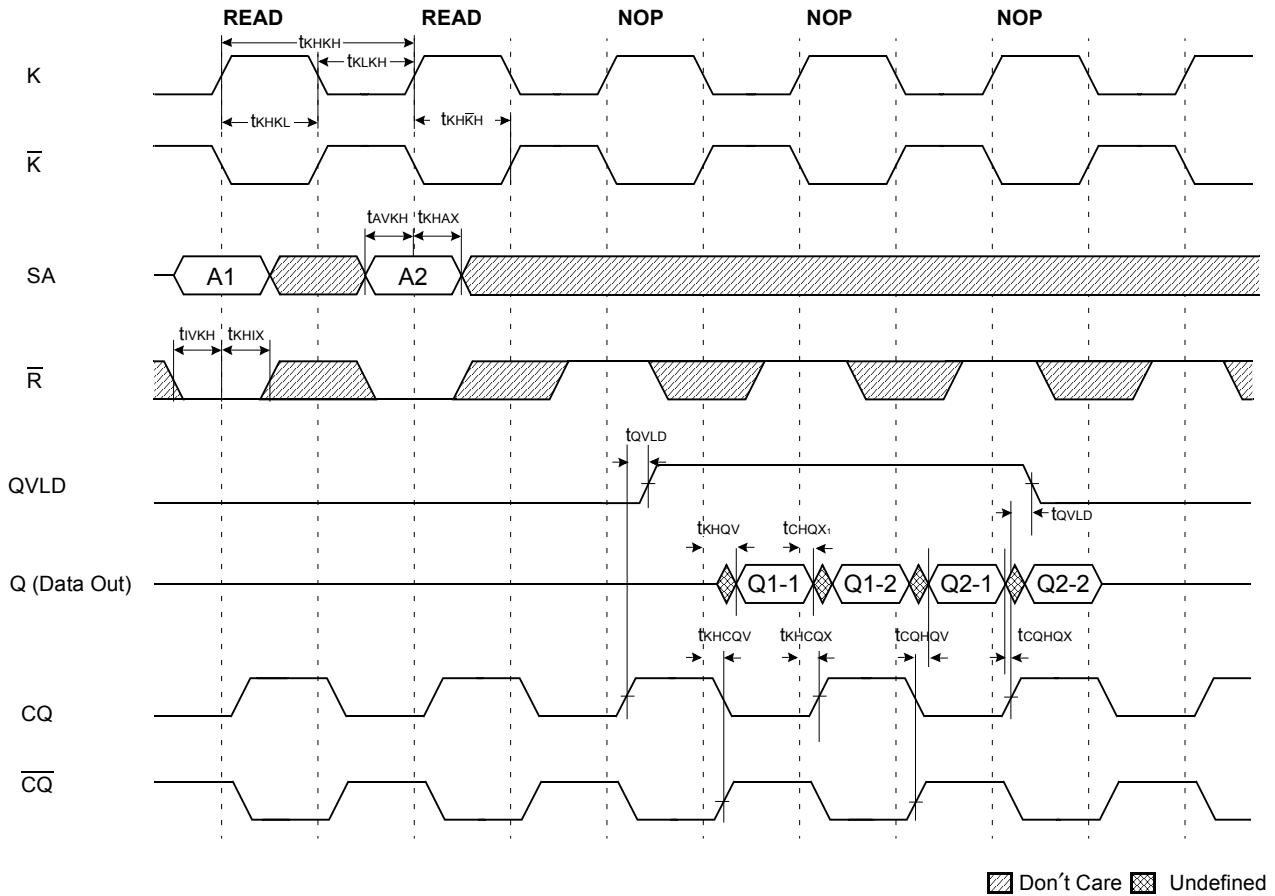 READ READ NOP NOP NOP
tKHKH
K
tKLKH
tKHKL
tKHK̅H
K̅
tAVKH tKHAX
SA
A1 A2
tIVKH tKHIX
R̅
tQVLD
QVLD
tQVLD
tKHQV tCHQX1
Q (Data Out)
Q1-1 Q1-2 Q2-1 Q2-2
tKHCQV tKHCQX tCQHQV tCQHQX
CQ
C̅Q̅
Don′t Care Undefined